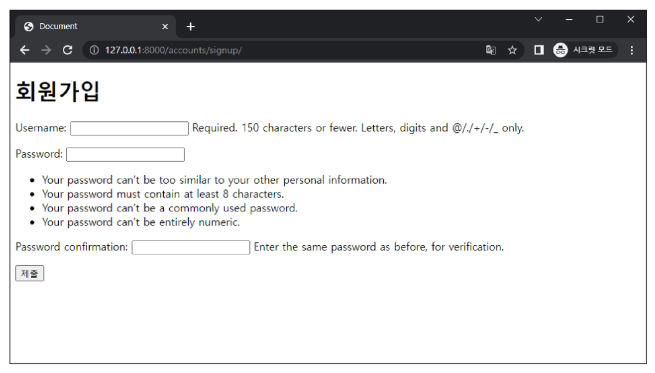 Document
127.0.0.1:8000/accounts/signup/
시크릿 모드
회원가입
Username: Required. 150 characters or fewer. Letters, digits and @/./+/-/_ only.
Password:
Your password can't be too similar to your other personal information.
Your password must contain at least 8 characters.
Your password can't be a commonly used password.
Your password can't be entirely numeric.
Password confirmation: Enter the same password as before, for verification.
제출